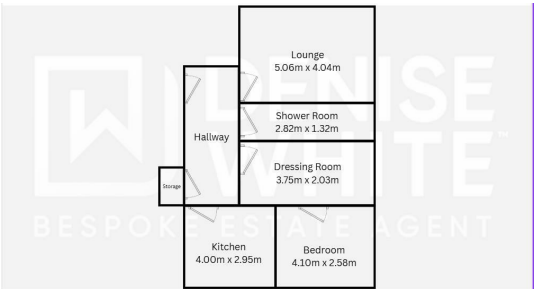 Lounge
5.06m x 4.04m
Shower Room
2.82m x 1.32m
Hallway
Dressing Room
3.75m x 2.03m
Storage
Kitchen
4.00m x 2.95m
Bedroom
4.10m x 2.58m
DENISE
WHITE
BESPOKE ESTATE AGENT